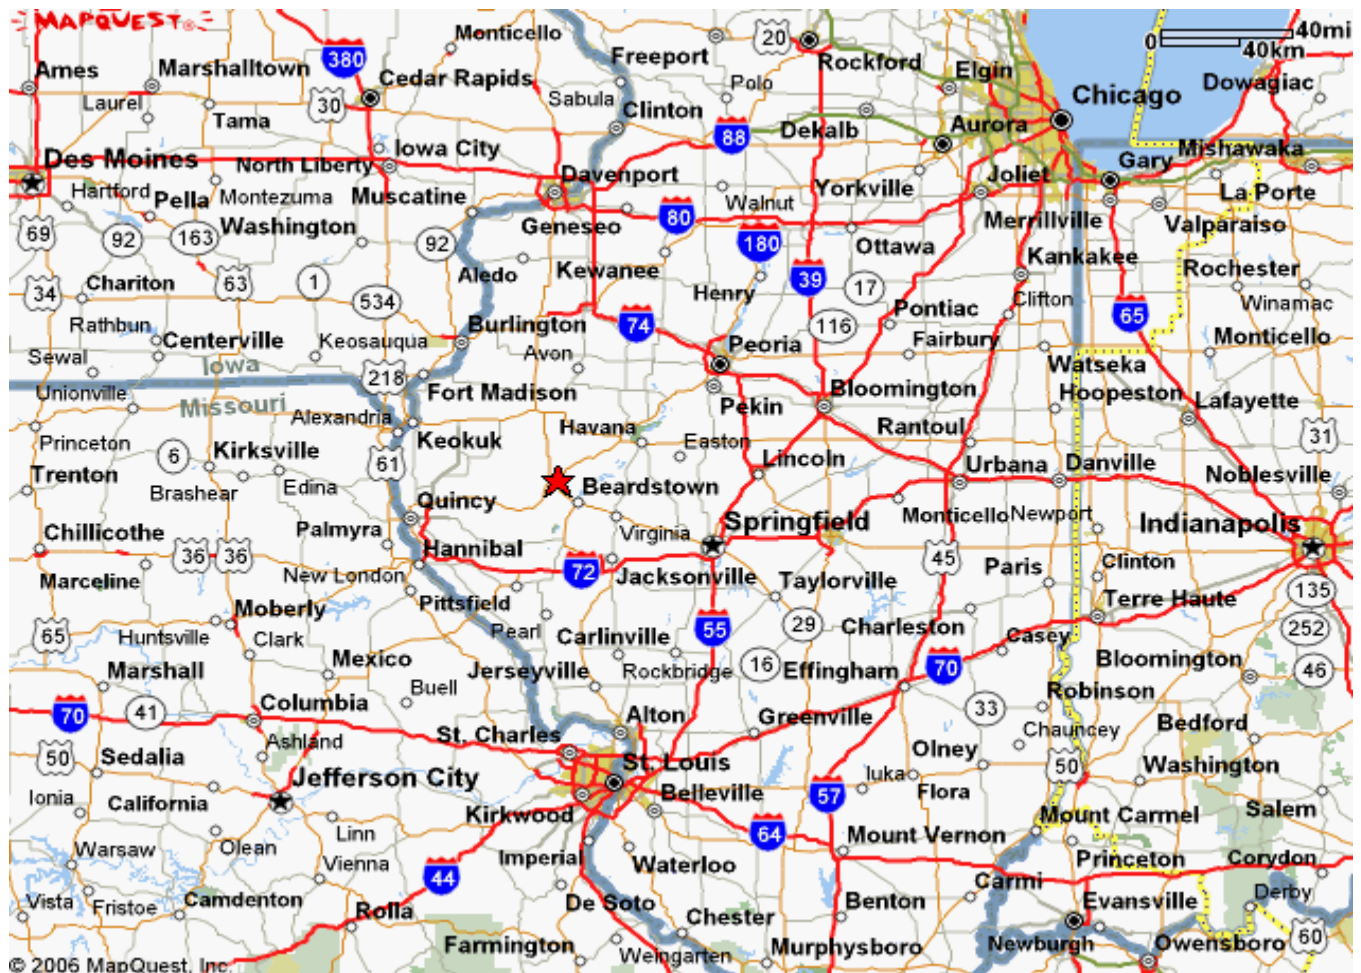 MAPQUEST®
380
Monticello
Freeport
20
Rockford
Elgin
0
40mi
40km
Ames
Marshalltown
Cedar Rapids
Polo
Chicago
Dowagiac
Laurel
30
Sabula
Clinton
Tama
88
Dekalb
Aurora
Des Moines
North Liberty
Iowa City
Davenport
Joliet
Gary
Mishawaka
Hartford
Pella
Montezuma
Muscatine
Walnut
Yorkville
La Porte
69
92
163
Washington
92
Geneseo
80
180
Ottawa
Merrillville
Valparaiso
Aledo
Kewanee
39
Kankakee
34
Chariton
63
1
534
Henry
17
Clifton
65
Rochester
Winamac
Rathbun
Centerville
Keosauqua
Burlington
74
116
Pontiac
Monticello
Sewal
Iowa
218
Avon
Peoria
Fairbury
Watseka
Unionville
Missouri
Fort Madison
Bloomington
Hoopeston
Lafayette
Alexandria
Pekin
Princeton
6
Kirksville
Keokuk
Havana
Easton
Rantoul
31
Trenton
61
Lincoln
Urbana
Danville
Noblesville
Brashear
Edina
Quincy
Beardstown
Chillicothe
Palmyra
Virginia
Springfield
Monticello
Newport
Indianapolis
36
36
Hannibal
45
Marceline
New London
72
Jacksonville
Taylorville
Paris
Clinton
135
Moberly
Pittsfield
Terre Haute
65
Huntsville
Clark
Pearl
Carlinville
55
29
Charleston
Casey
252
Marshall
Mexico
Jerseyville
Rockbridge
16
Effingham
70
Bloomington
46
70
41
Columbia
Buell
Alton
Greenville
33
Robinson
Chauncey
Bedford
50
Sedalia
Ashland
St. Charles
Olney
50
Washington
Jefferson City
St. Louis
Iuka
Ionia
California
Kirkwood
Belleville
57
Flora
Mount Carmel
Salem
Linn
64
Mount Vernon
Warsaw
Olean
Vienna
Imperial
Waterloo
Princeton
Corydon
44
Carmi
Vista
Fristoe
Camdenton
Rolla
De Soto
Chester
Benton
Evansville
Derby
Farmington
Weingarten
Murphysboro
Newburgh
Owensboro
60
© 2006 MapQuest, Inc.